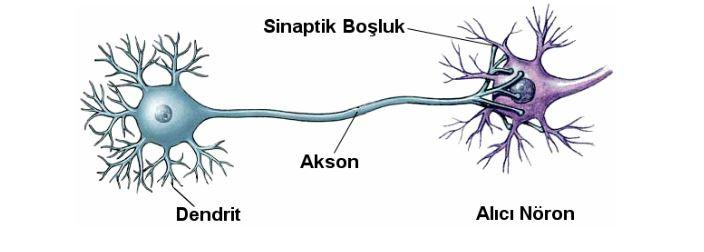 Sinaptik Boşluk
Akson
Dendrit
Alıcı Nöron